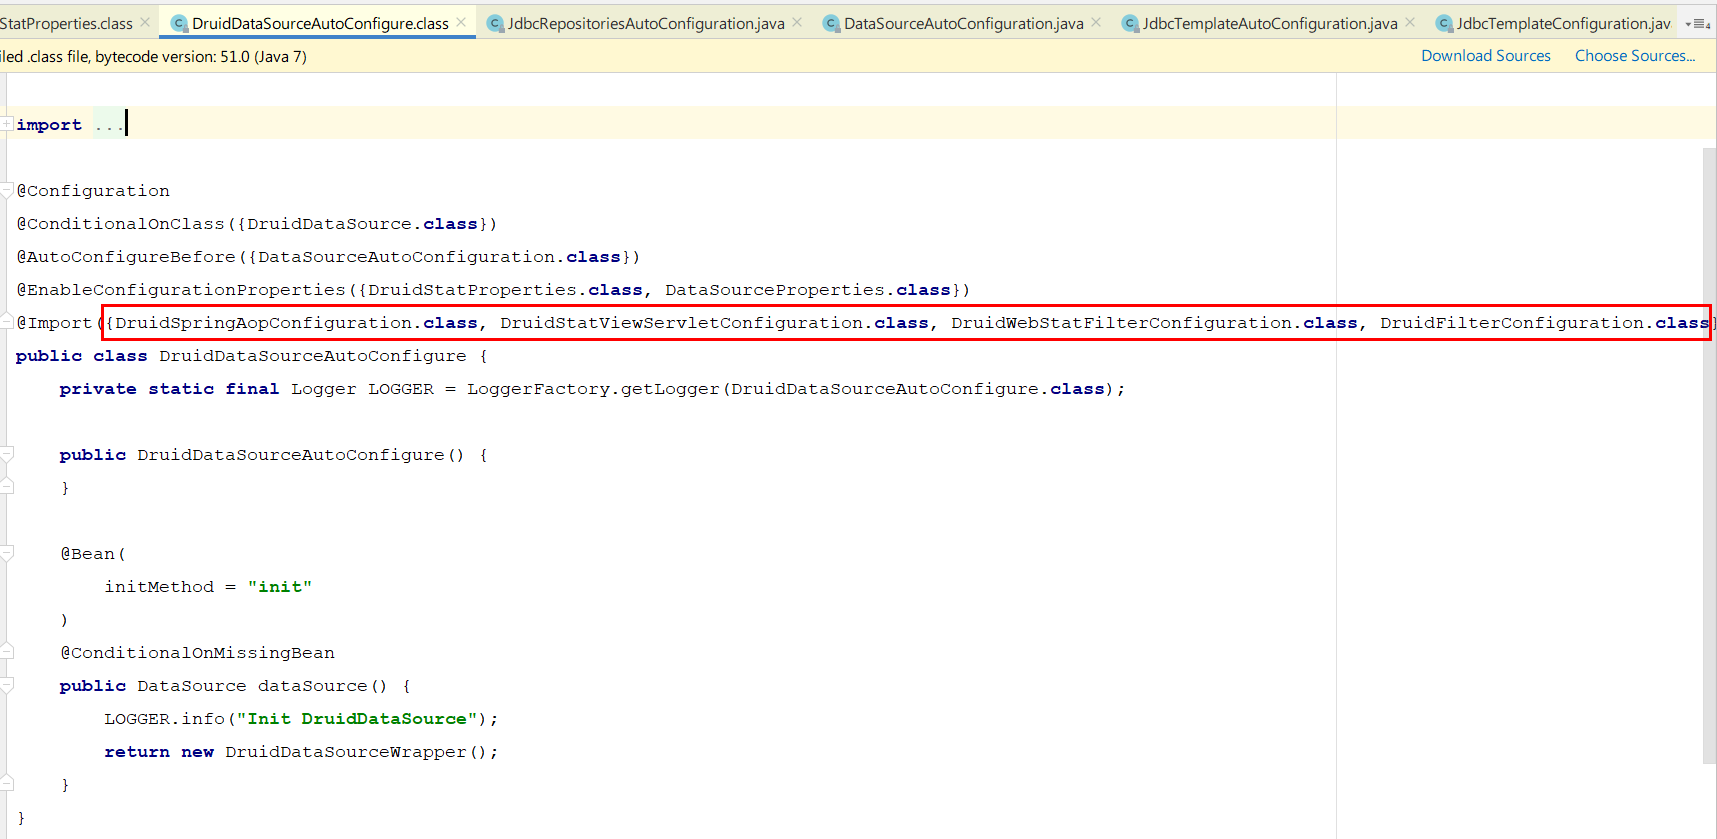 StatProperties.class DruidDataSourceAutoConfigure.class JdbcRepositoriesAutoConfiguration.java DataSourceAutoConfiguration.java JdbcTemplateAutoConfiguration.java JdbcTemplateConfiguration.jav
iled .class file, bytecode version: 51.0 (Java 7) Download Sources Choose Sources...
import ...
@Configuration
@ConditionalOnClass({DruidDataSource.class})
@AutoConfigureBefore({DataSourceAutoConfiguration.class})
@EnableConfigurationProperties({DruidStatProperties.class, DataSourceProperties.class})
@Import({DruidSpringAopConfiguration.class, DruidStatViewServletConfiguration.class, DruidWebStatFilterConfiguration.class, DruidFilterConfiguration.class}
public class DruidDataSourceAutoConfigure {
    private static final Logger LOGGER = LoggerFactory.getLogger(DruidDataSourceAutoConfigure.class);
    public DruidDataSourceAutoConfigure() {
    }
    @Bean(
        initMethod = "init"
    )
    @ConditionalOnMissingBean
    public DataSource dataSource() {
        LOGGER.info("Init DruidDataSource");
        return new DruidDataSourceWrapper();
    }
}